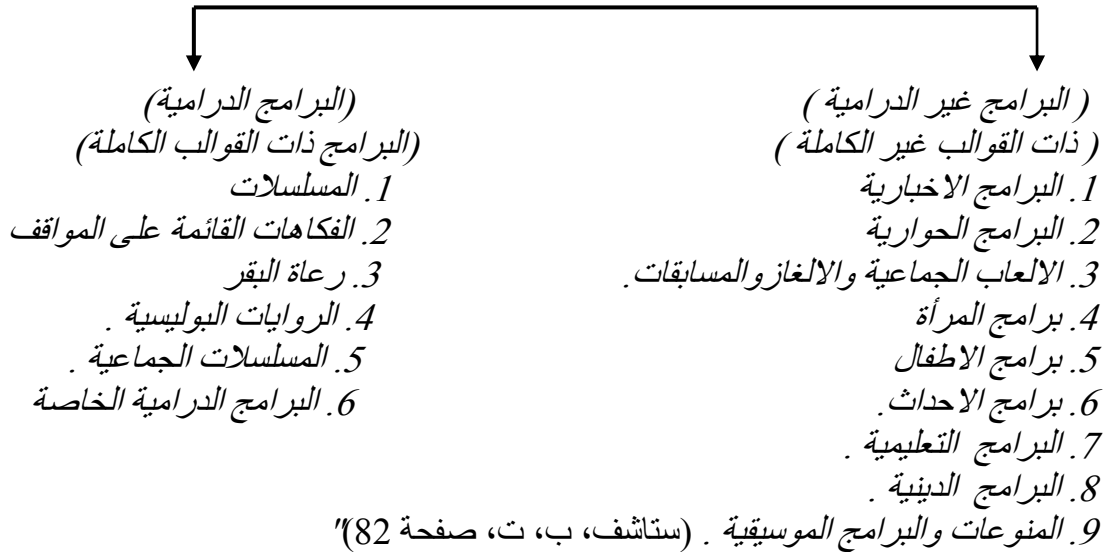 ( البرامج غير الدرامية )
( ذات القوالب غير الكاملة )
1. البرامج الاخبارية
2. البرامج الحوارية
3. الالعاب الجماعية والالغازوالمسابقات.
4. برامج المرأة
5. برامج الاطفال
6. برامج الاحداث.
7. البرامج التعليمية .
8. البرامج الدينية .
9. المنوعات والبرامج الموسيقية . (ستاشف، ب، ت، صفحة 82)"
(البرامج الدرامية)
(البرامج ذات القوالب الكاملة)
1. المسلسلات
2. الفكاهات القائمة على المواقف
3. رعاة البقر
4. الروايات البوليسية .
5. المسلسلات الجماعية .
6. البرامج الدرامية الخاصة